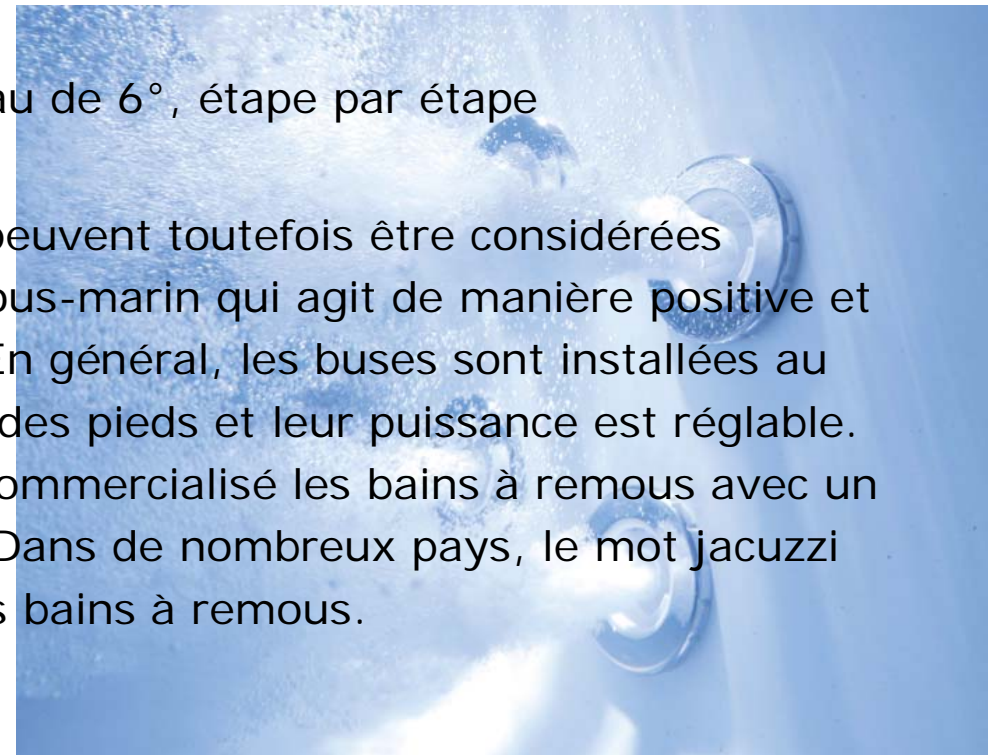 au de 6°, étape par étape
peuvent toutefois être considérées
ous-marin qui agit de manière positive et
En général, les buses sont installées au
des pieds et leur puissance est réglable.
ommercialisé les bains à remous avec un
Dans de nombreux pays, le mot jacuzzi
s bains à remous.